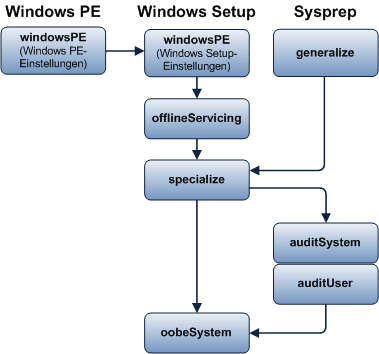 Windows PE
Windows Setup
Sysprep
windowsPE
(Windows PE-
Einstellungen)
windowsPE
(Windows Setup-
Einstellungen)
generalize
offlineServicing
specialize
auditSystem
auditUser
oobeSystem